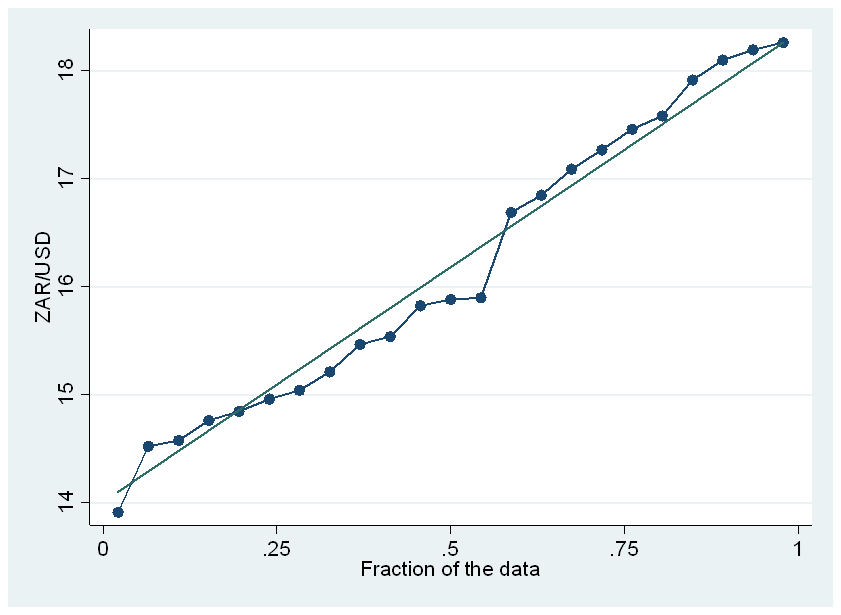 ZAR/USD
18
17
16
15
14
0 .25 .5 .75 1
Fraction of the data